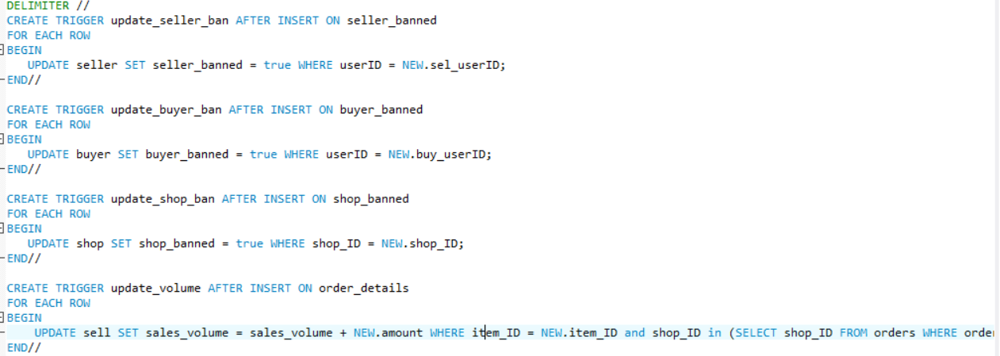 DELIMITER //
CREATE TRIGGER update_seller_ban AFTER INSERT ON seller_banned
FOR EACH ROW
BEGIN
UPDATE seller SET seller_banned = true WHERE userID = NEW.sel_userID;
END//
CREATE TRIGGER update_buyer_ban AFTER INSERT ON buyer_banned
FOR EACH ROW
BEGIN
UPDATE buyer SET buyer_banned = true WHERE userID = NEW.buy_userID;
END//
CREATE TRIGGER update_shop_ban AFTER INSERT ON shop_banned
FOR EACH ROW
BEGIN
UPDATE shop SET shop_banned = true WHERE shop_ID = NEW.shop_ID;
END//
CREATE TRIGGER update_volume AFTER INSERT ON order_details
FOR EACH ROW
BEGIN
UPDATE sell SET sales_volume = sales_volume + NEW.amount WHERE item_ID = NEW.item_ID and shop_ID in (SELECT shop_ID FROM orders WHERE
END//